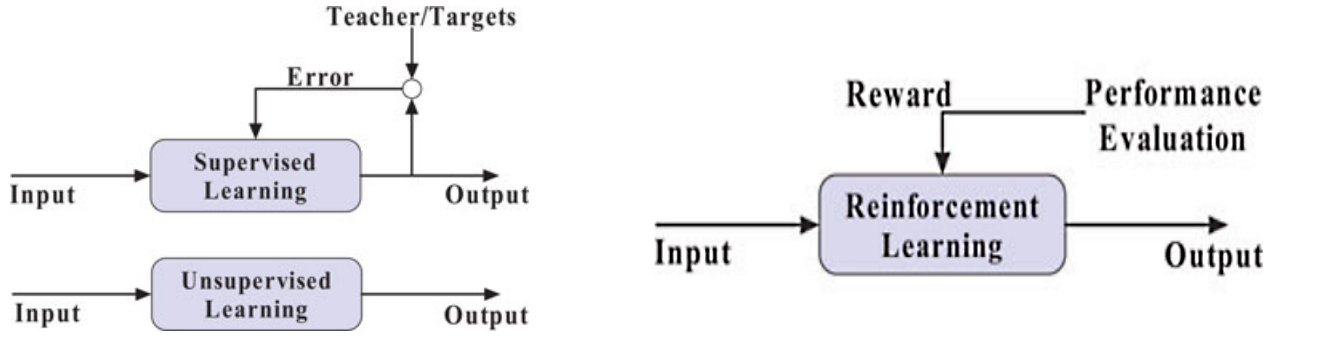 Teacher/Targets
Error
Supervised
Learning
Input
Output
Unsupervised
Learning
Input
Output
Reward
Performance
Evaluation
Reinforcement
Learning
Input
Output